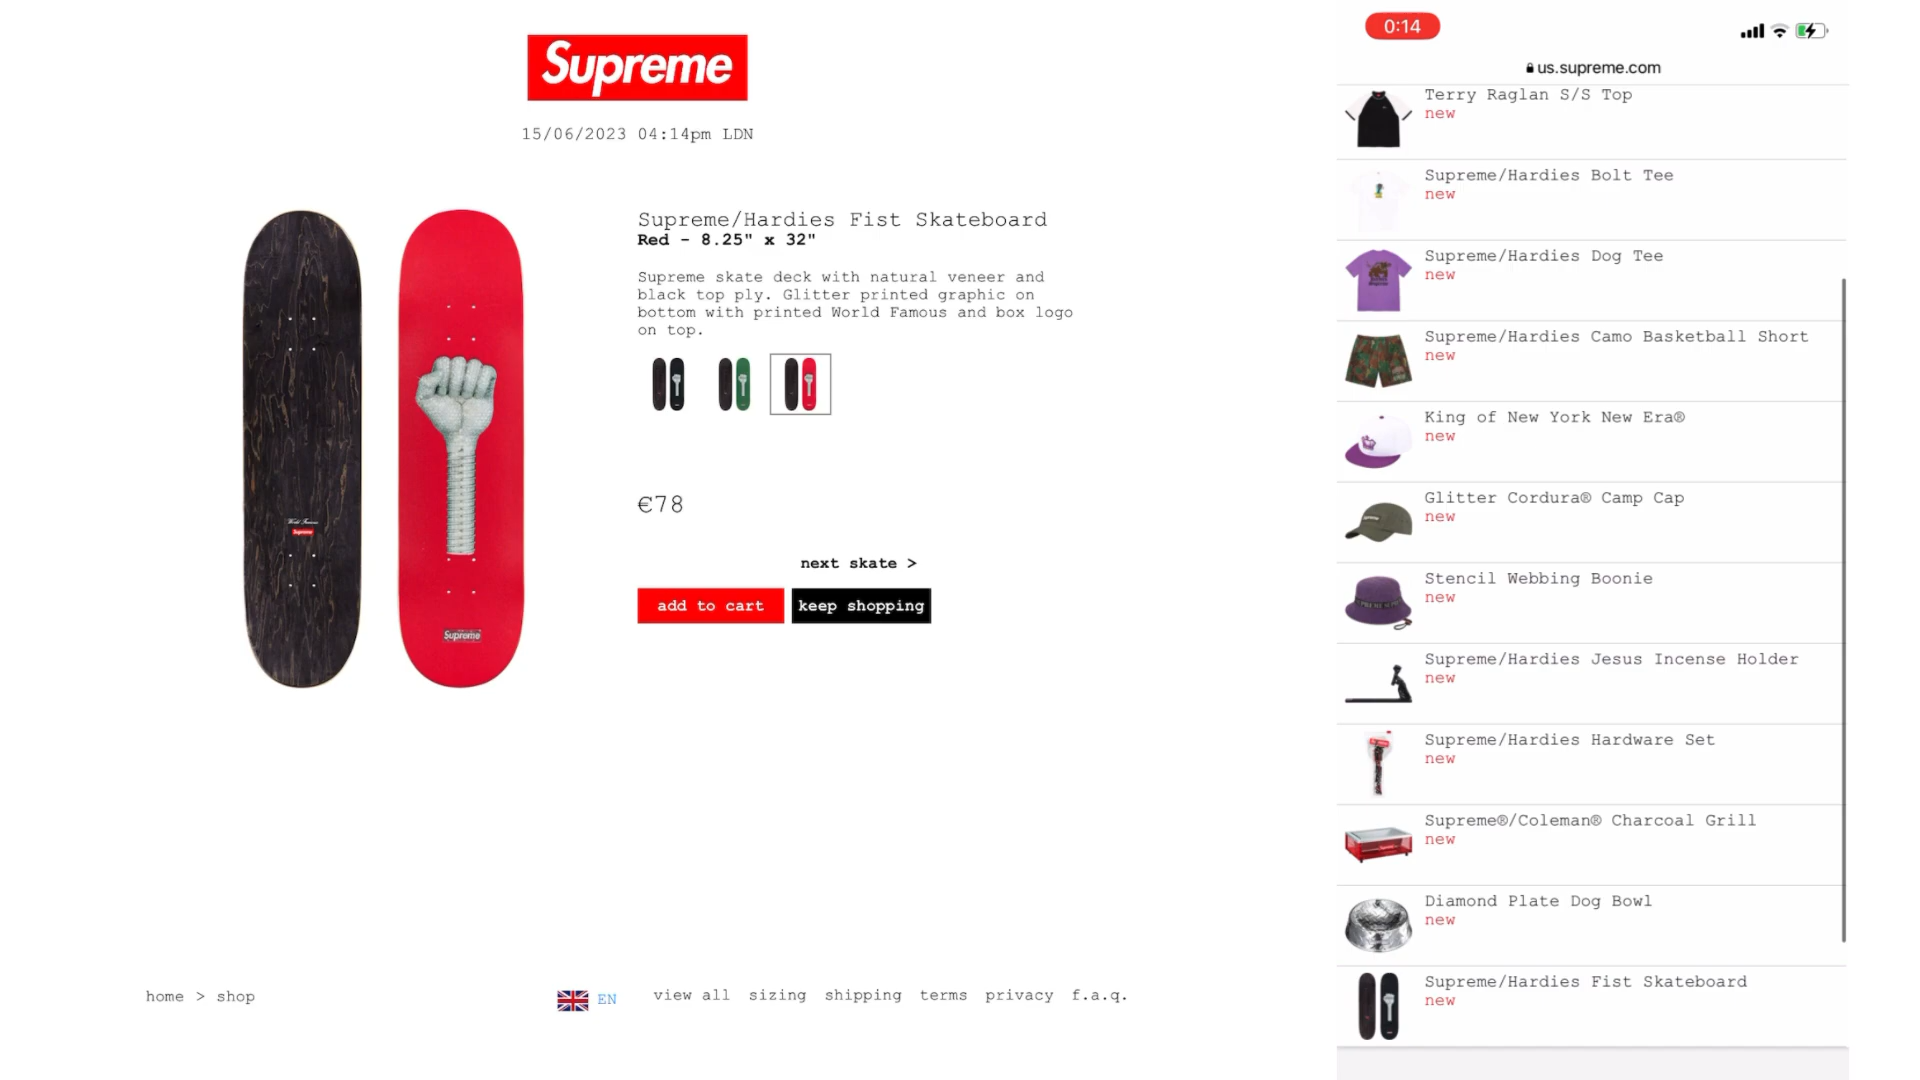 Supreme
15/06/2023 04:14pm LDN
Supreme/Hardies Fist Skateboard
Red - 8.25" x 32"
Supreme skate deck with natural veneer and
black top ply. Glitter printed graphic on
bottom with printed World Famous and box logo
on top.
€78
next skate >
add to cart
keep shopping
World Famous
Supreme
Supreme
home > shop
EN
view all sizing shipping terms privacy f.a.q.
0:14
us.supreme.com
Terry Raglan S/S Top
new
Supreme/Hardies Bolt Tee
new
Supreme/Hardies Dog Tee
new
Supreme/Hardies Camo Basketball Short
new
King of New York New Era®
new
Glitter Cordura® Camp Cap
new
Stencil Webbing Boonie
new
Supreme/Hardies Jesus Incense Holder
new
Supreme/Hardies Hardware Set
new
Supreme®/Coleman® Charcoal Grill
new
Diamond Plate Dog Bowl
new
Supreme/Hardies Fist Skateboard
new